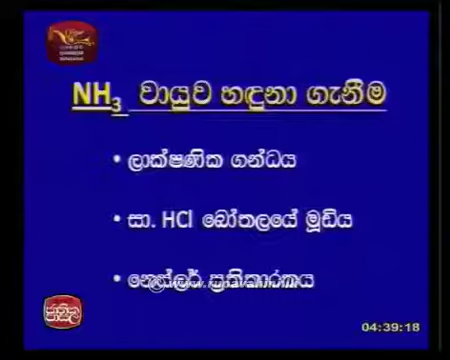 NH3 වායුව හඳුනා ගැනීම
• ලාක්ෂණික ගන්ධය
• සා. HCl බෝතලයේ මූඩිය
• නෙස්ලර් ප්‍රතිකාරකය
04:39:18